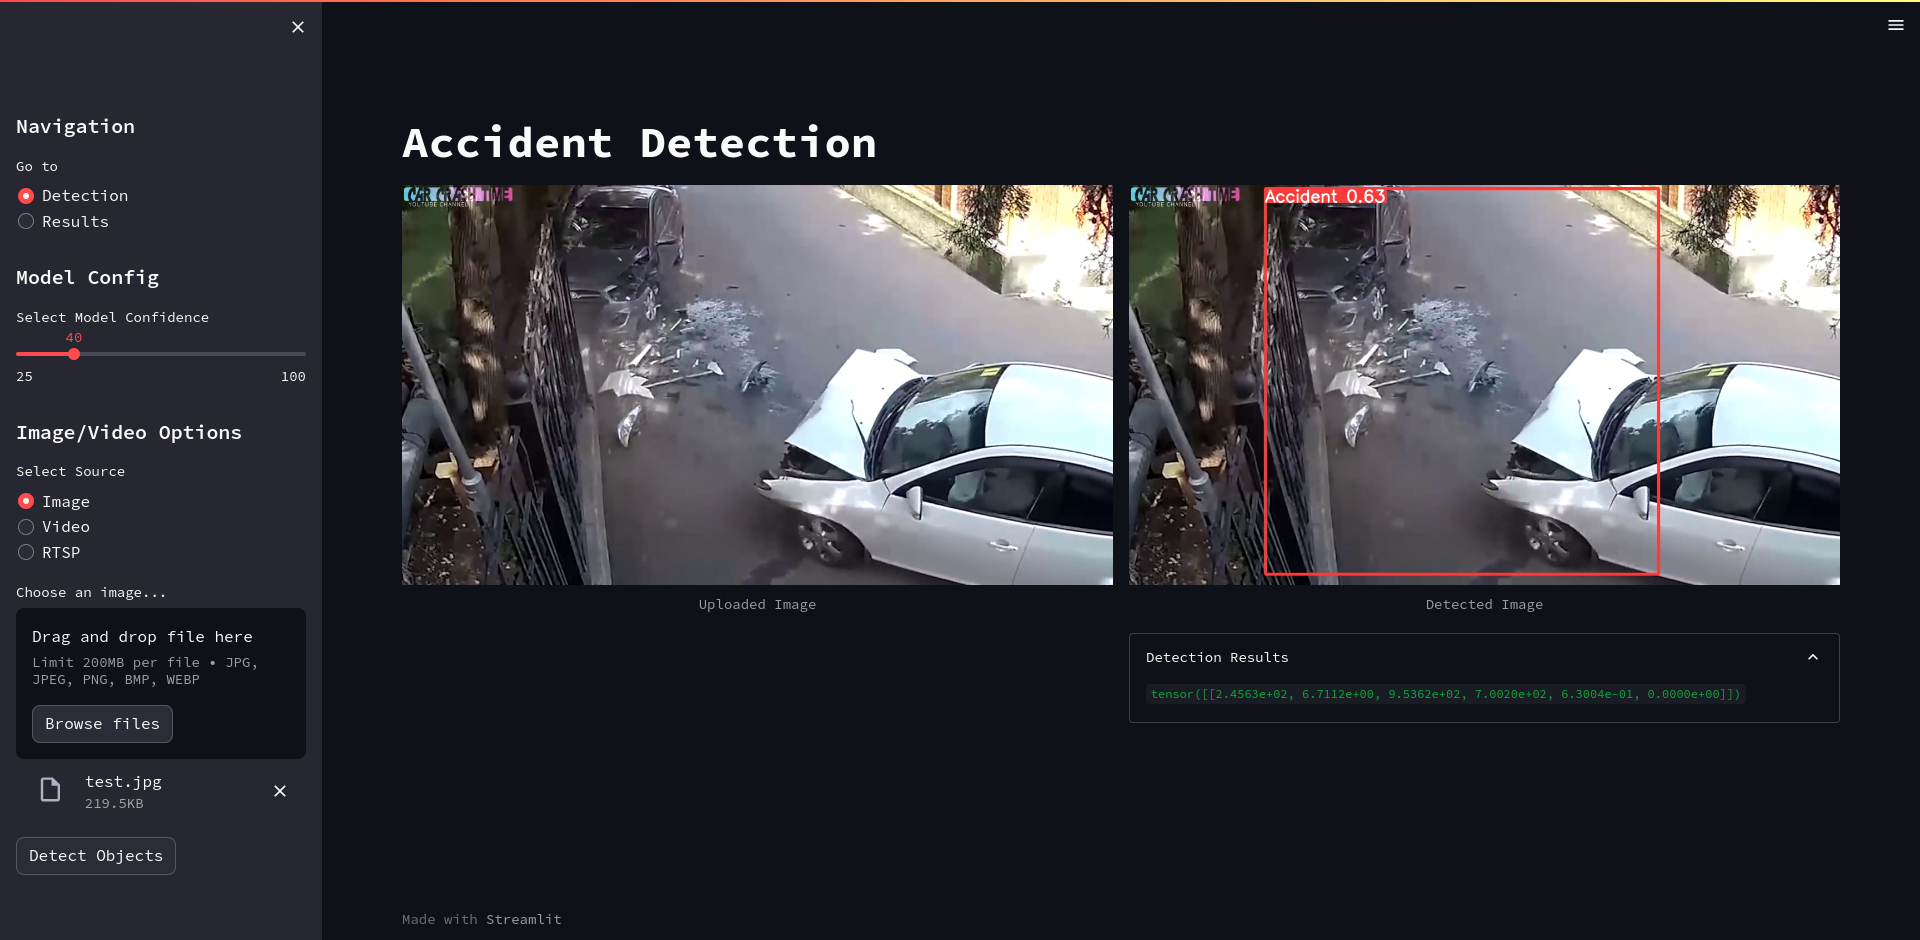 Navigation
Go to
Detection
Results
Model Config
Select Model Confidence
40
25 100
Image/Video Options
Select Source
Image
Video
RTSP
Choose an image...
Drag and drop file here
Limit 200MB per file • JPG,
JPEG, PNG, BMP, WEBP
Browse files
test.jpg
219.5KB
Detect Objects
Accident Detection
CAR CRASH TIME
YOUTUBE CHANNEL
Uploaded Image
CAR CRASH TIME
YOUTUBE CHANNEL
Accident 0.63
Detected Image
Detection Results
tensor([[2.4563e+02, 6.7112e+00, 9.5362e+02, 7.0020e+02, 6.3004e-01, 0.0000e+00]])
Made with Streamlit